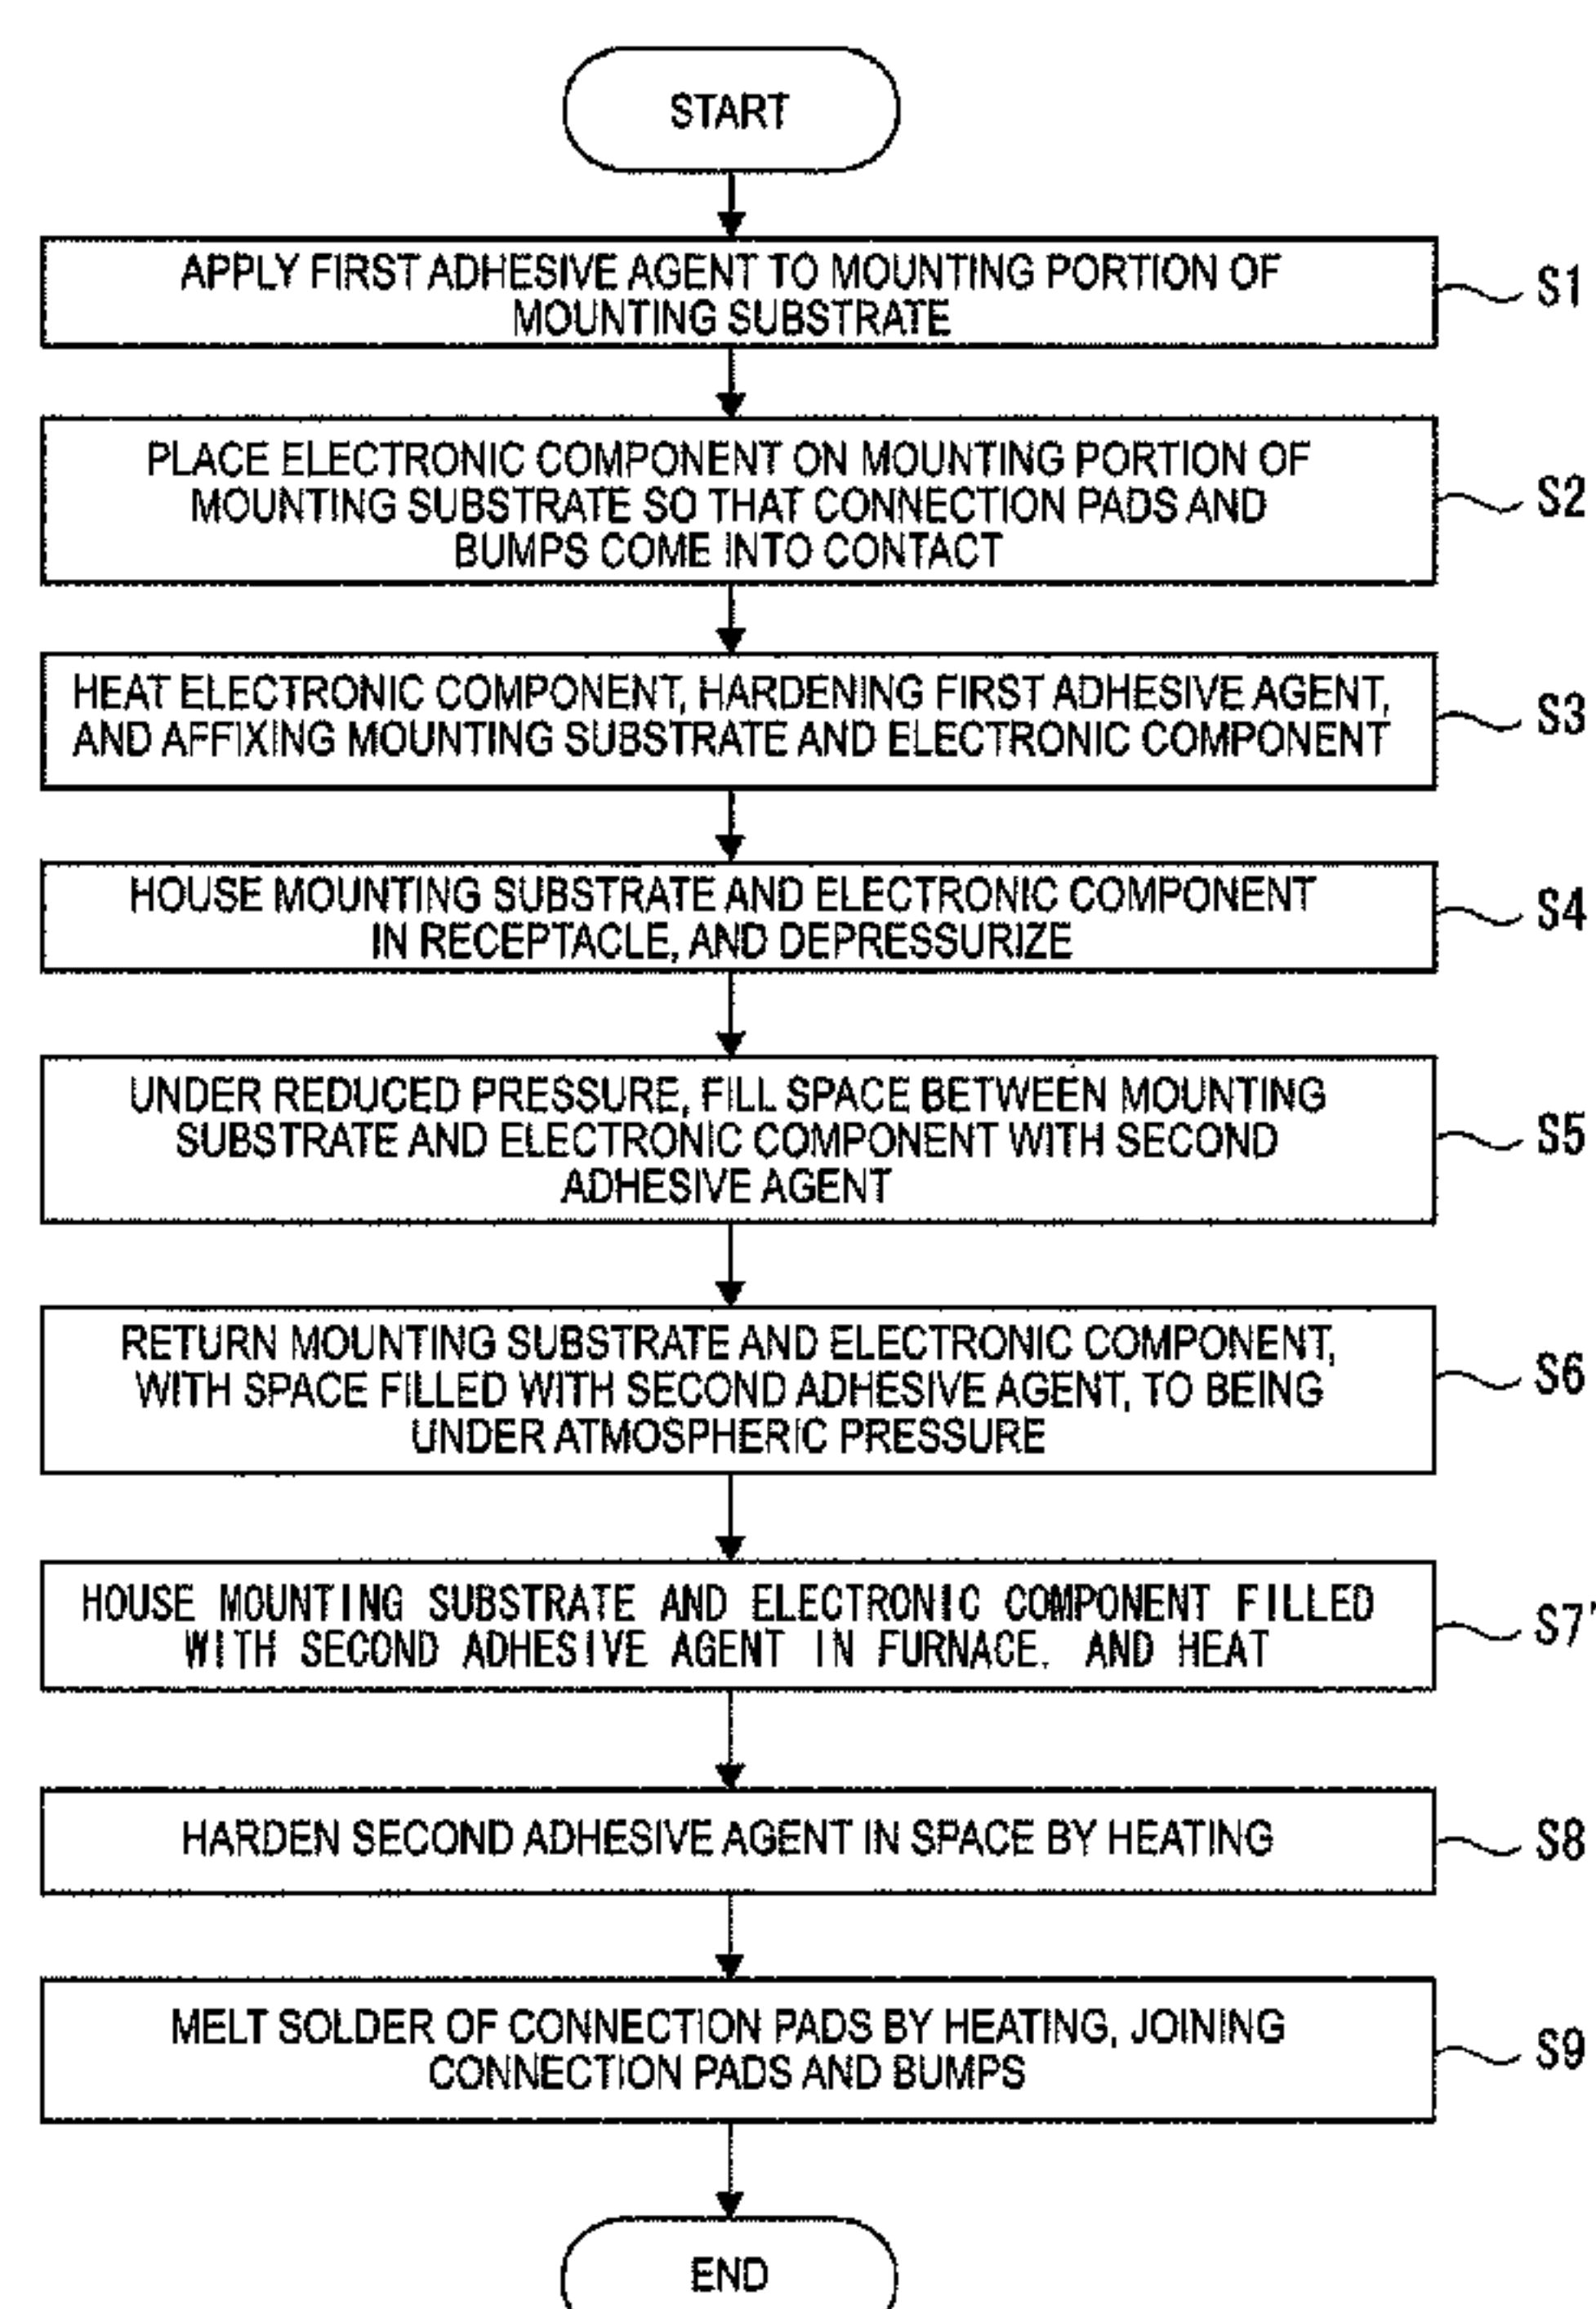 START
APPLY FIRST ADHESIVE AGENT TO MOUNTING PORTION OF
MOUNTING SUBSTRATE
S1
PLACE ELECTRONIC COMPONENT ON MOUNTING PORTION OF
MOUNTING SUBSTRATE SO THAT CONNECTION PADS AND
BUMPS COME INTO CONTACT
S2
HEAT ELECTRONIC COMPONENT, HARDENING FIRST ADHESIVE AGENT,
AND AFFIXING MOUNTING SUBSTRATE AND ELECTRONIC COMPONENT
S3
HOUSE MOUNTING SUBSTRATE AND ELECTRONIC COMPONENT
IN RECEPTACLE, AND DEPRESSURIZE
S4
UNDER REDUCED PRESSURE, FILL SPACE BETWEEN MOUNTING
SUBSTRATE AND ELECTRONIC COMPONENT WITH SECOND
ADHESIVE AGENT
S5
RETURN MOUNTING SUBSTRATE AND ELECTRONIC COMPONENT,
WITH SPACE FILLED WITH SECOND ADHESIVE AGENT, TO BEING
UNDER ATMOSPHERIC PRESSURE
S6
HOUSE MOUNTING SUBSTRATE AND ELECTRONIC COMPONENT FILLED
WITH SECOND ADHESIVE AGENT IN FURNACE, AND HEAT
S7'
HARDEN SECOND ADHESIVE AGENT IN SPACE BY HEATING
S8
MELT SOLDER OF CONNECTION PADS BY HEATING, JOINING
CONNECTION PADS AND BUMPS
S9
END